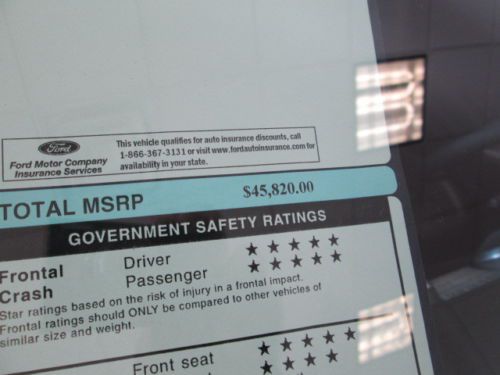 Ford
Ford Motor Company
Insurance Services
This vehicle qualifies for auto insurance discounts, call
1-866-367-3131 or visit www.fordautoinsurance.com for
availability in your state.
TOTAL MSRP $45,820.00
GOVERNMENT SAFETY RATINGS
Frontal Driver ★★★★★
Crash Passenger ★★★★★
Star ratings based on the risk of injury in a frontal impact.
Frontal ratings should ONLY be compared to other vehicles of
similar size and weight.
Front seat ★★★★★
★★★★